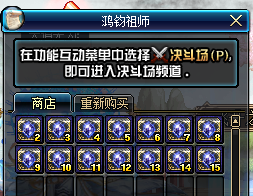 鸿钧祖师
在功能互动菜单中选择 决斗场(P),
即可进入决斗场频道 .
商店 重新购买
2 3 4 5 6 7 8
9 10 11 12 13 14 15